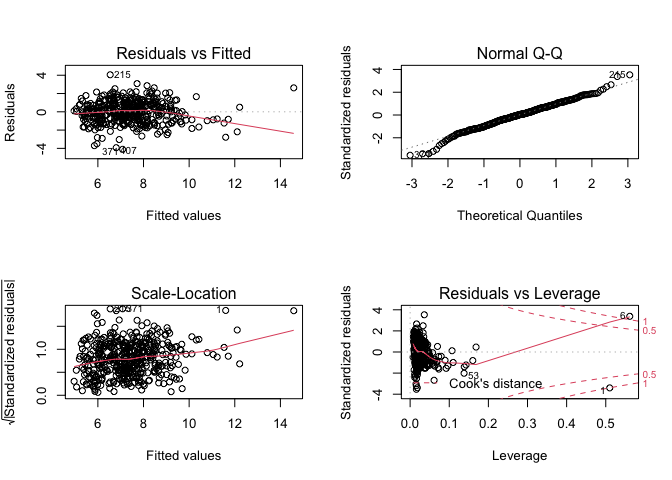 Residuals vs Fitted
Residuals
4
0
-4
215
371
407
6 8 10 12 14
Fitted values
Normal Q-Q
Standardized residuals
4
2
0
-2
215
-3 -2 -1 0 1 2 3
Theoretical Quantiles
Scale-Location
√|Standardized residuals|
1.0
0.0
371
1
6 8 10 12 14
Fitted values
Residuals vs Leverage
Standardized residuals
4
2
0
-4
6
1
0.5
53
Cook's distance
0.5
1
1
0.0 0.1 0.2 0.3 0.4 0.5
Leverage